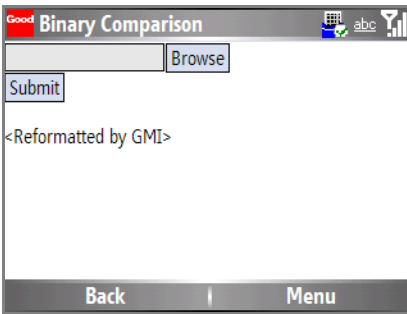 Good Binary Comparison abc
Browse
Submit
<Reformatted by GMI>
Back Menu